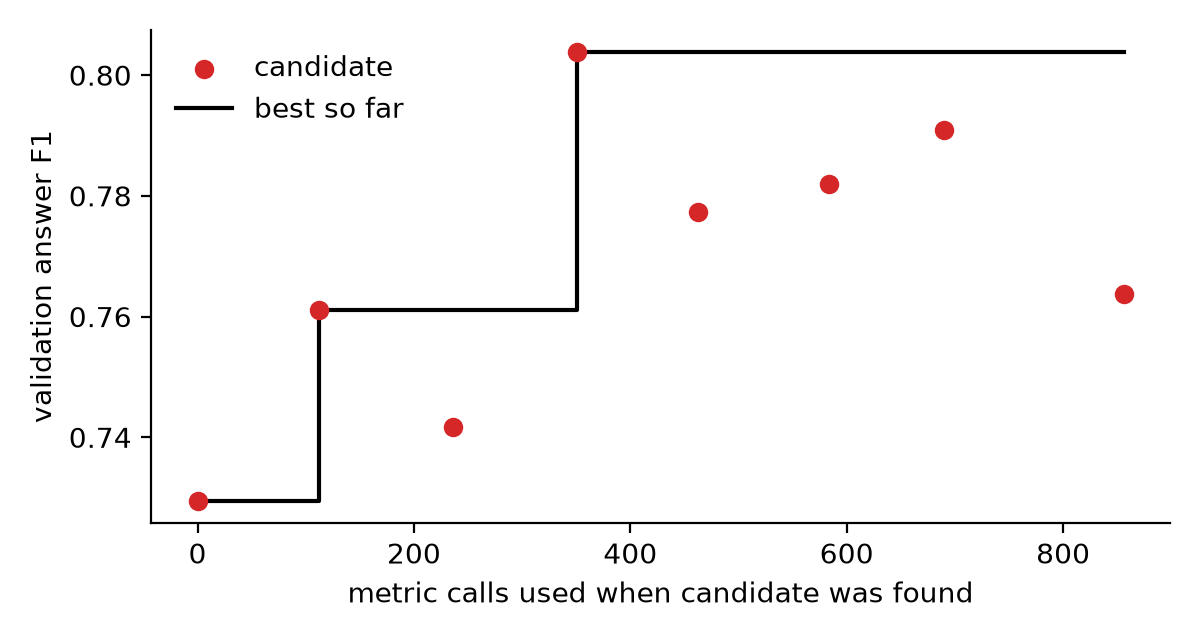 candidate
best so far
validation answer F1
0.80
0.78
0.76
0.74
0 200 400 600 800
metric calls used when candidate was found